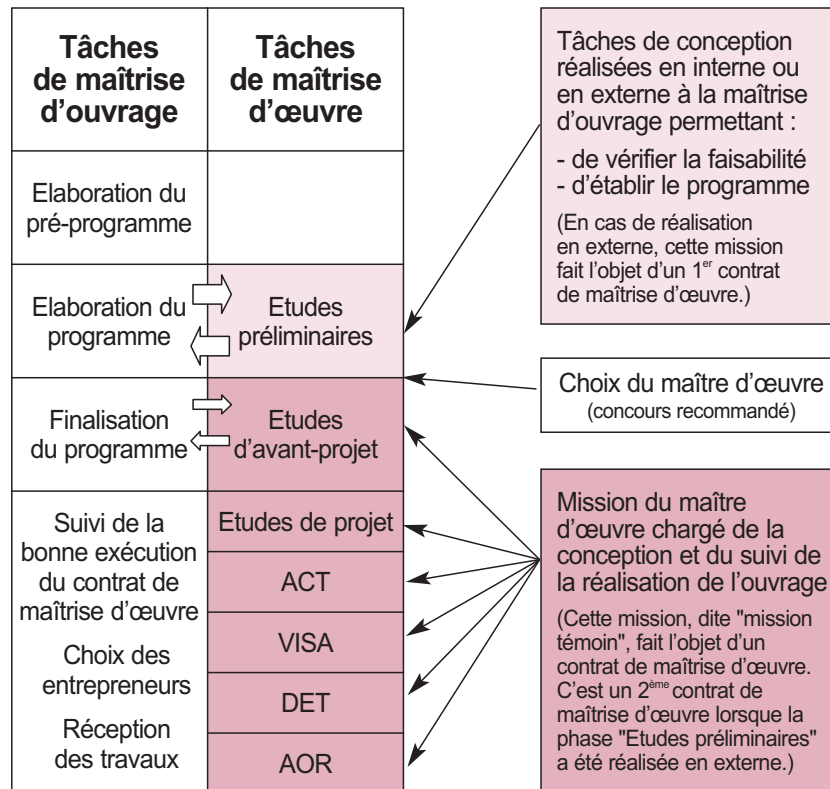 Tâches
de maîtrise
d'ouvrage
Tâches
de maîtrise
d'œuvre
Elaboration du
pré-programme
Elaboration du
programme
Etudes
préliminaires
Finalisation
du programme
Etudes
d'avant-projet
Suivi de la
bonne exécution
du contrat de
maîtrise d'œuvre
Choix des
entrepreneurs
Réception
des travaux
Etudes de projet
ACT
VISA
DET
AOR
Tâches de conception
réalisées en interne ou
en externe à la maîtrise
d'ouvrage permettant :
- de vérifier la faisabilité
- d'établir le programme
(En cas de réalisation
en externe, cette mission
fait l'objet d'un 1er contrat
de maîtrise d'œuvre.)
Choix du maître d'œuvre
(concours recommandé)
Mission du maître
d'œuvre chargé de la
conception et du suivi de
la réalisation de l'ouvrage
(Cette mission, dite "mission
témoin", fait l'objet d'un
contrat de maîtrise d'œuvre.
C'est un 2ème contrat de
maîtrise d'œuvre lorsque la
phase "Etudes préliminaires"
a été réalisée en externe.)